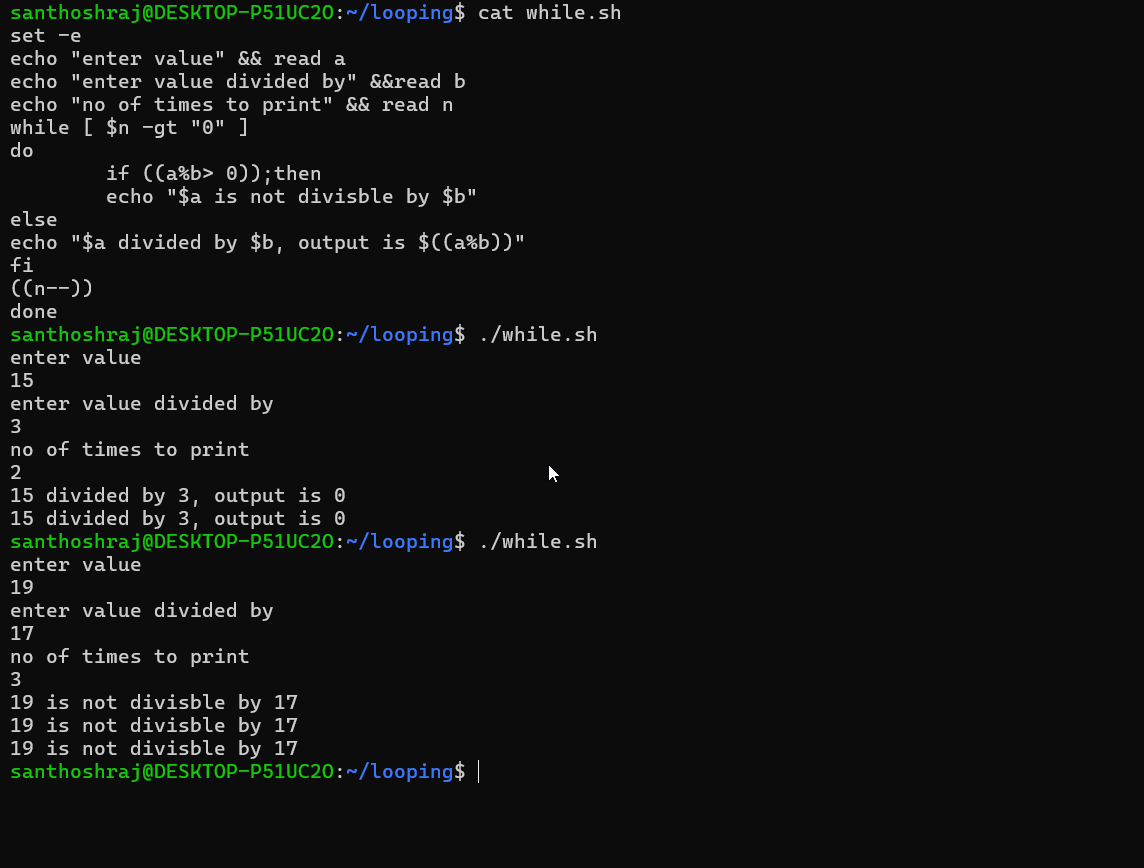 santhoshraj@DESKTOP-P51UC2O:~/looping$ cat while.sh
set -e
echo "enter value" && read a
echo "enter value divided by" &&read b
echo "no of times to print" && read n
while [ $n -gt "0" ]
do
        if ((a%b> 0));then
        echo "$a is not divisble by $b"
else
echo "$a divided by $b, output is $((a%b))"
fi
((n--))
done
santhoshraj@DESKTOP-P51UC2O:~/looping$ ./while.sh
enter value
15
enter value divided by
3
no of times to print
2
15 divided by 3, output is 0
15 divided by 3, output is 0
santhoshraj@DESKTOP-P51UC2O:~/looping$ ./while.sh
enter value
19
enter value divided by
17
no of times to print
3
19 is not divisble by 17
19 is not divisble by 17
19 is not divisble by 17
santhoshraj@DESKTOP-P51UC2O:~/looping$